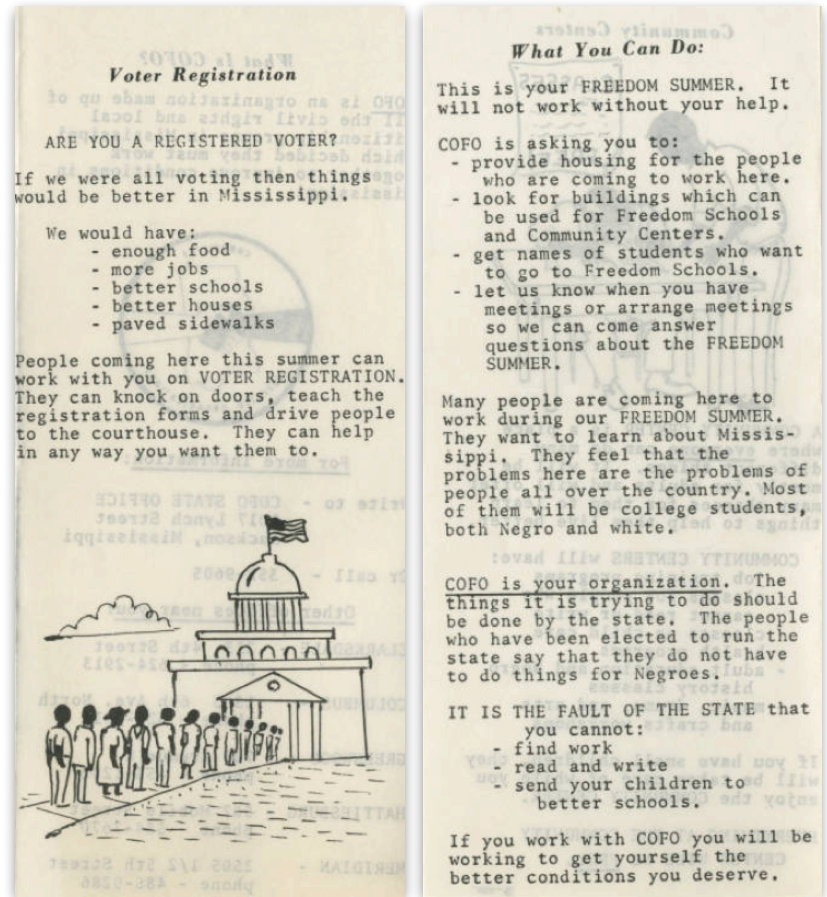 Voter Registration
ARE YOU A REGISTERED VOTER?
If we were all voting then things
would be better in Mississippi.
We would have:
- enough food
- more jobs
- better schools
- better houses
- paved sidewalks
People coming here this summer can
work with you on VOTER REGISTRATION.
They can knock on doors, teach the
registration forms and drive people
to the courthouse. They can help
in any way you want them to.
What You Can Do:
This is your FREEDOM SUMMER. It
will not work without your help.
COFO is asking you to:
- provide housing for the people
who are coming to work here.
- look for buildings which can
be used for Freedom Schools
and Community Centers.
- get names of students who want
to go to Freedom Schools.
- let us know when you have
meetings or arrange meetings
so we can come answer
questions about the FREEDOM
SUMMER.
Many people are coming here to
work during our FREEDOM SUMMER.
They want to learn about Missis-
sippi. They feel that the
problems here are the problems of
people all over the country. Most
of them will be college students,
both Negro and white.
COFO is your organization. The
things it is trying to do should
be done by the state. The people
who have been elected to run the
state say that they do not have
to do things for Negroes.
IT IS THE FAULT OF THE STATE that
you cannot:
- find work
- read and write
- send your children to
better schools.
If you work with COFO you will be
working to get yourself the
better conditions you deserve.